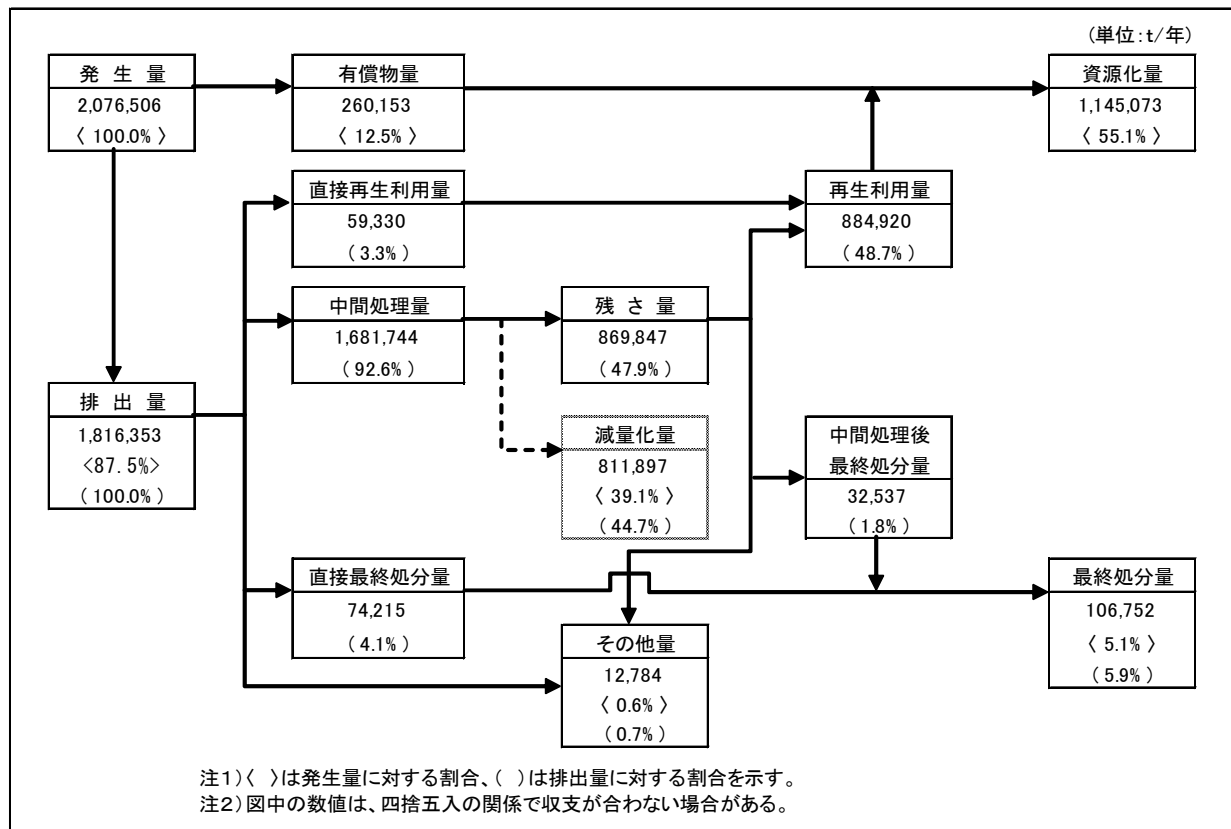 (単位:t/年)
発 生 量
2,076,506
〈 100.0% 〉
有償物量
260,153
〈 12.5% 〉
資源化量
1,145,073
〈 55.1% 〉
直接再生利用量
59,330
( 3.3% )
再生利用量
884,920
( 48.7% )
中間処理量
1,681,744
( 92.6% )
残 さ 量
869,847
( 47.9% )
排 出 量
1,816,353
<87.5%>
( 100.0% )
減量化量
811,897
〈 39.1% 〉
( 44.7% )
中間処理後
最終処分量
32,537
( 1.8% )
直接最終処分量
74,215
( 4.1% )
最終処分量
106,752
〈 5.1% 〉
( 5.9% )
その他量
12,784
〈 0.6% 〉
( 0.7% )
注1)〈 〉は発生量に対する割合、( )は排出量に対する割合を示す。
注2)図中の数値は、四捨五入の関係で収支が合わない場合がある。